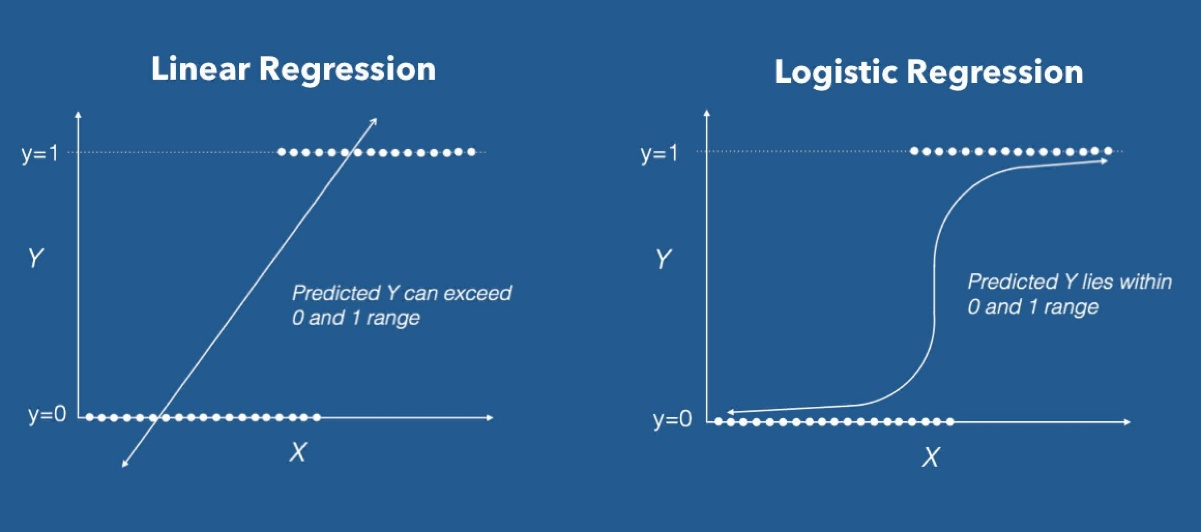 Linear Regression
y=1
Y
Predicted Y can exceed
0 and 1 range
y=0
X
Logistic Regression
y=1
Y
Predicted Y lies within
0 and 1 range
y=0
X